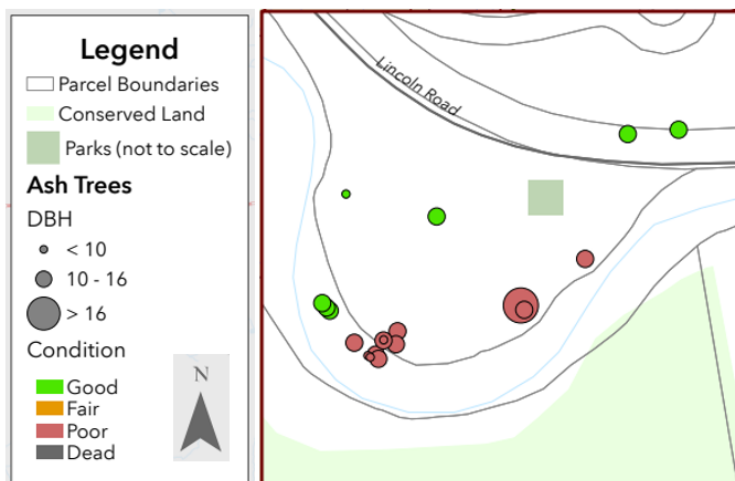 Legend
Parcel Boundaries
Conserved Land
Parks (not to scale)
Ash Trees
DBH
< 10
10 - 16
> 16
Condition
Good
Fair
Poor
Dead
N
Lincoln Road